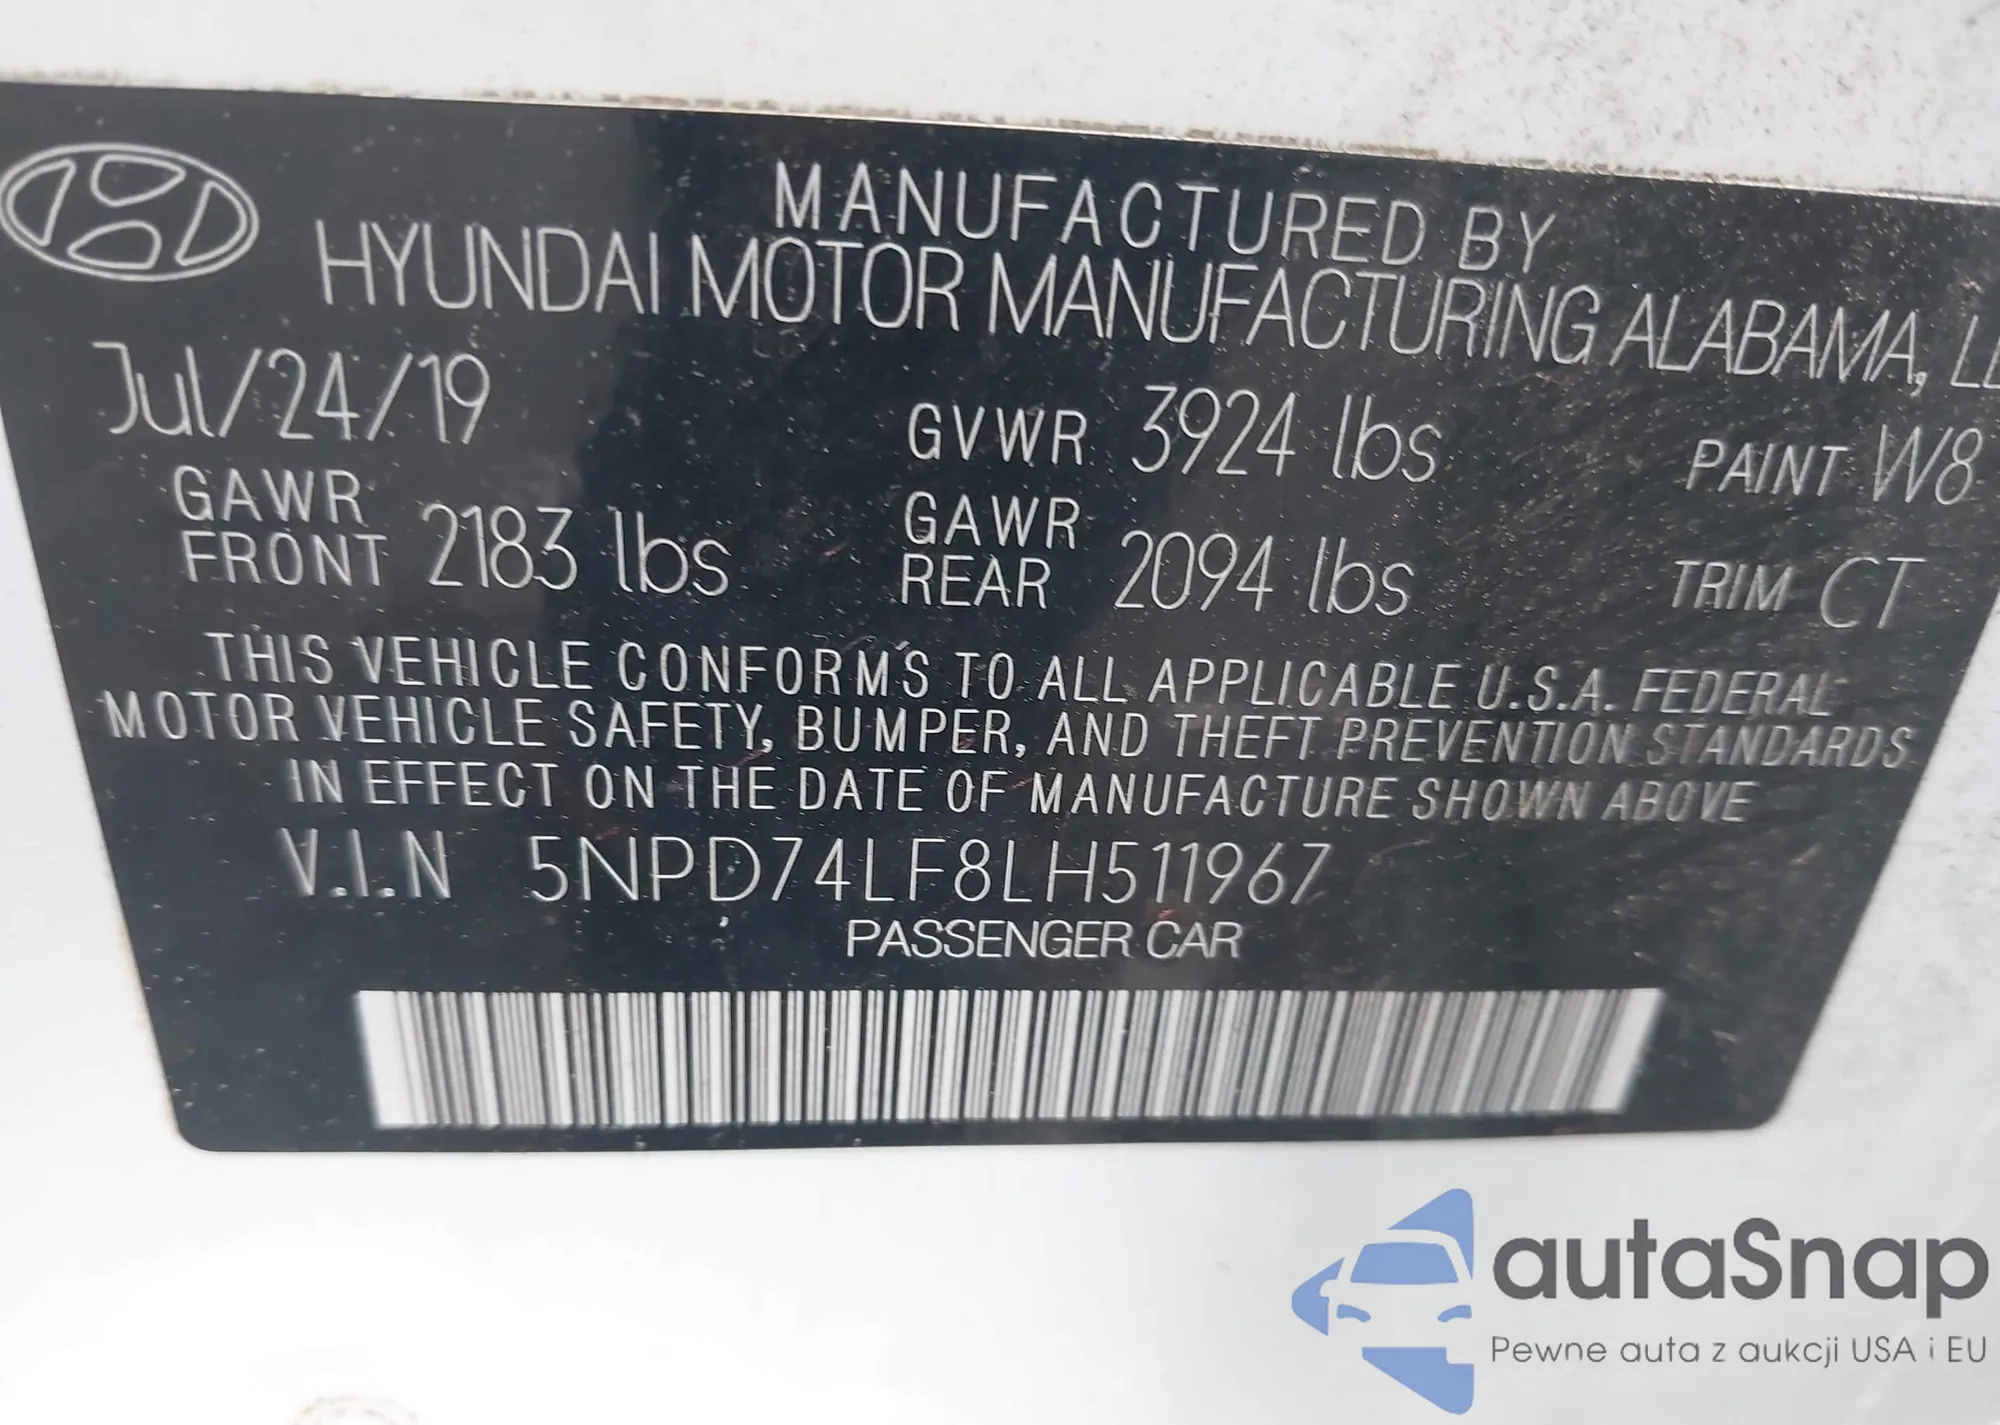 MANUFACTURED BY
HYUNDAI MOTOR MANUFACTURING ALABAMA, LL
Jul/24/19 GVWR 3924 lbs PAINT W8
GAWR FRONT 2183 lbs GAWR REAR 2094 lbs TRIM CT
THIS VEHICLE CONFORMS TO ALL APPLICABLE U.S.A. FEDERAL
MOTOR VEHICLE SAFETY, BUMPER, AND THEFT PREVENTION STANDARDS
IN EFFECT ON THE DATE OF MANUFACTURE SHOWN ABOVE
V.I.N 5NPD74LF8LH511967
PASSENGER CAR
autaSnap
Pewne auta z aukcji USA i EU